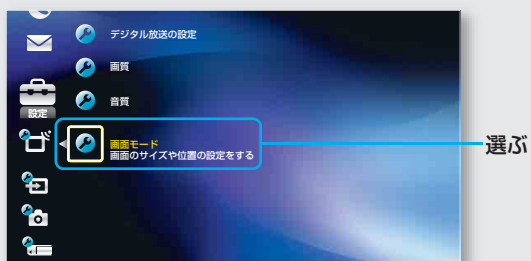 デジタル放送の設定
画質
音質
設定
画面モード
画面のサイズや位置の設定をする
選ぶ